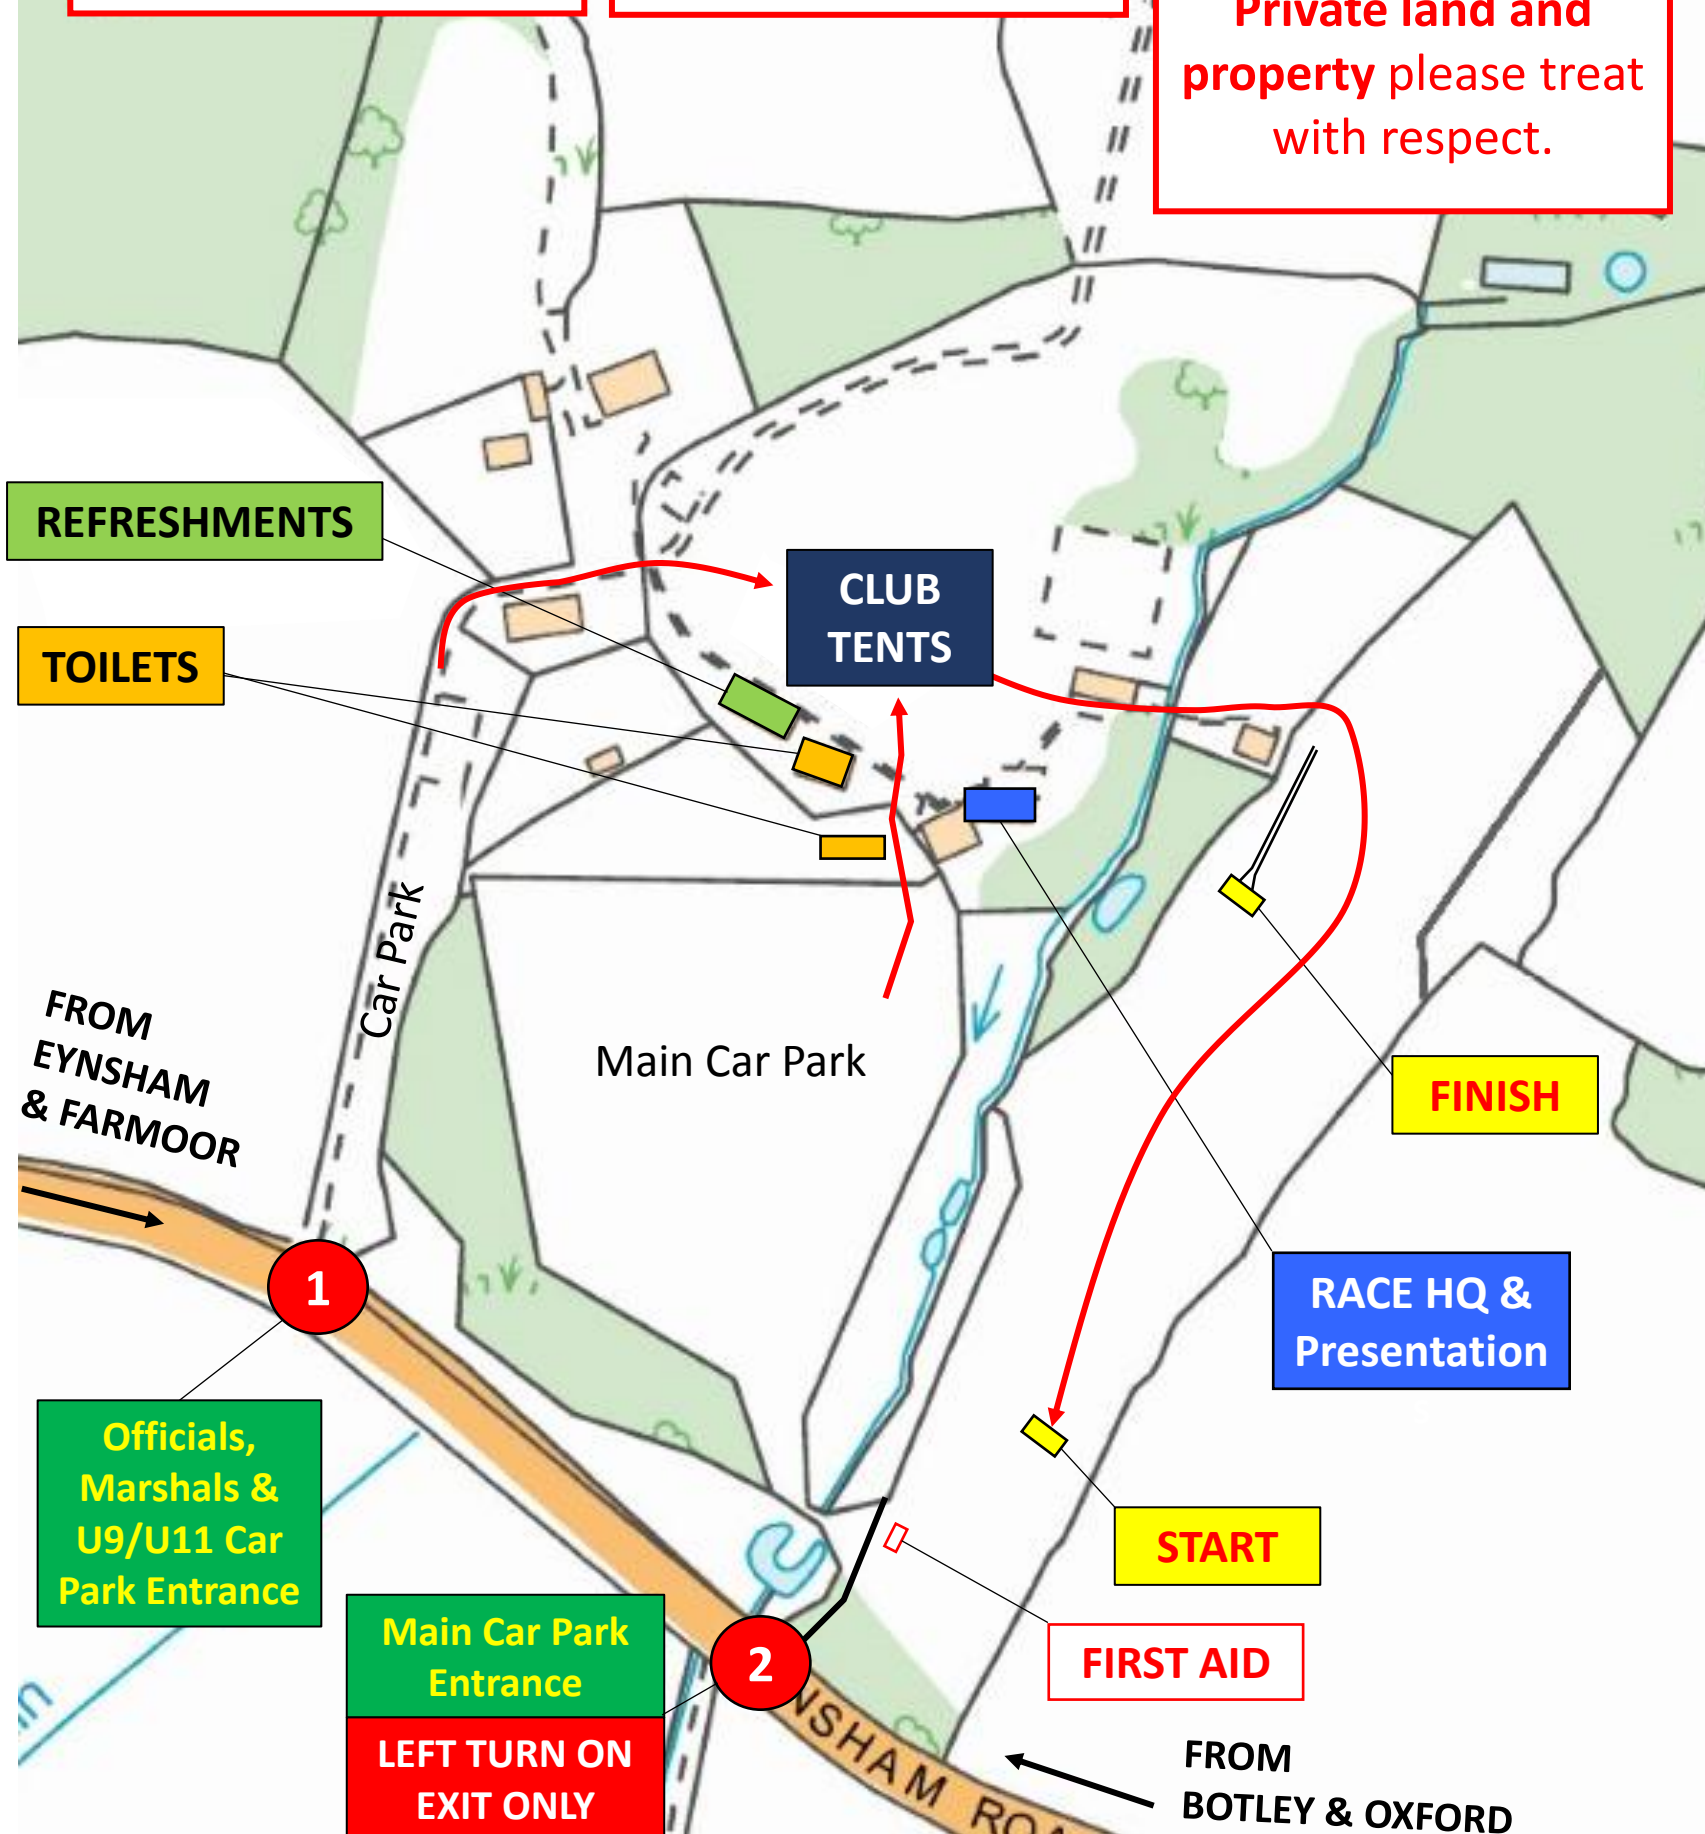 Private land and
property please treat
with respect.
REFRESHMENTS
CLUB
TENTS
TOILETS
Car Park
FROM
EYNSHAM
& FARMOOR
Main Car Park
FINISH
1
RACE HQ &
Presentation
Officials,
Marshals &
U9/U11 Car
Park Entrance
START
Main Car Park
Entrance
2
FIRST AID
LEFT TURN ON
EXIT ONLY
NSHAM ROA
FROM
BOTLEY & OXFORD